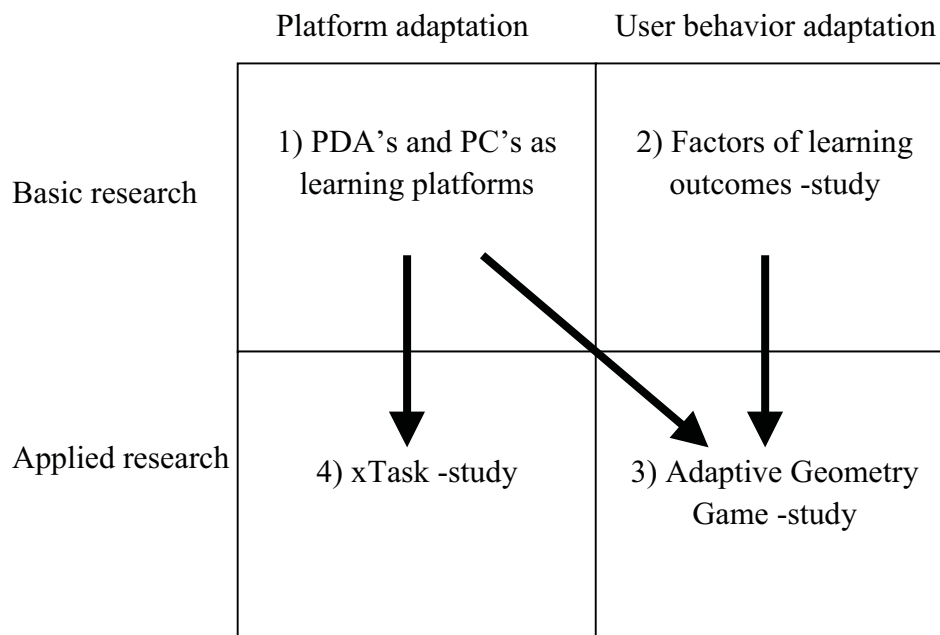 Platform adaptation
User behavior adaptation
Basic research
1) PDA’s and PC’s as
learning platforms
2) Factors of learning
outcomes -study
Applied research
4) xTask -study
3) Adaptive Geometry
Game -study